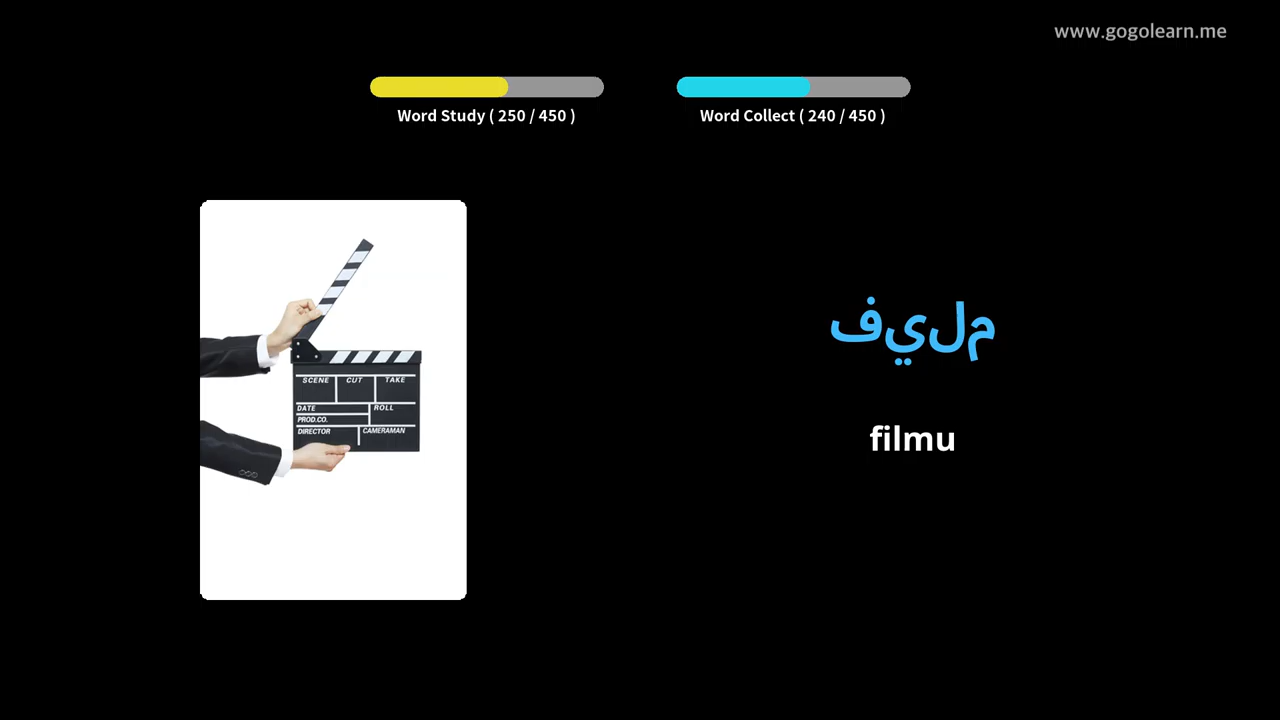 www.gogolearn.me
Word Study ( 250 / 450 )
Word Collect ( 240 / 450 )
SCENE CUT TAKE
DATE ROLL
PROD.CO.
DIRECTOR CAMERAMAN
فيلم
filmu